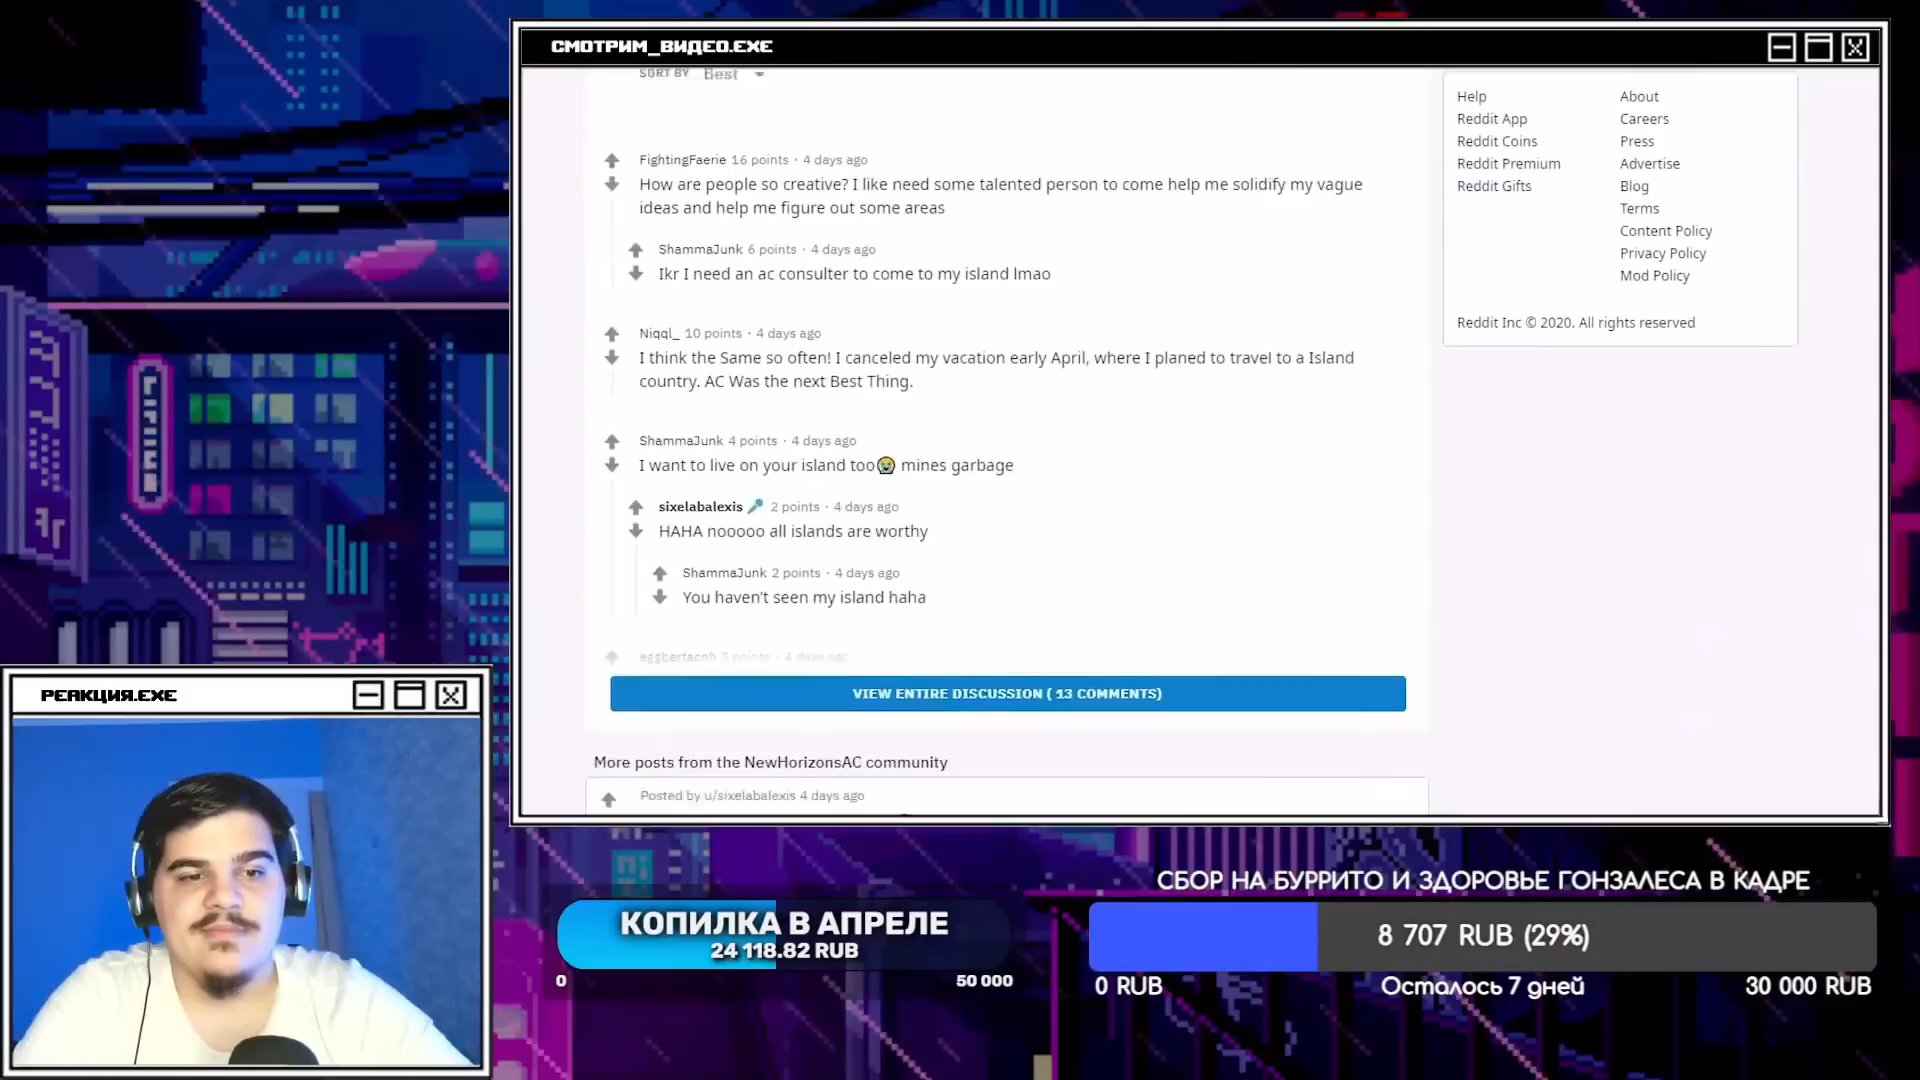 СМОТРИМ_ВИДЕО.EXE
SORT BY Best
FightingFaerie 16 points · 4 days ago
How are people so creative? I like need some talented person to come help me solidify my vague
ideas and help me figure out some areas
ShammaJunk 6 points · 4 days ago
Ikr I need an ac consulter to come to my island lmao
Niqql_ 10 points · 4 days ago
I think the Same so often! I canceled my vacation early April, where I planed to travel to a Island
country. AC Was the next Best Thing.
ShammaJunk 4 points · 4 days ago
I want to live on your island too😭 mines garbage
sixelabalexis 🎤 2 points · 4 days ago
HAHA nooooo all islands are worthy
ShammaJunk 2 points · 4 days ago
You haven't seen my island haha
points · 4 days ago
VIEW ENTIRE DISCUSSION ( 13 COMMENTS)
More posts from the NewHorizonsAC community
Posted by u/sixelabalexis 4 days ago
Help
Reddit App
Reddit Coins
Reddit Premium
Reddit Gifts
About
Careers
Press
Advertise
Blog
Terms
Content Policy
Privacy Policy
Mod Policy
Reddit Inc © 2020. All rights reserved
РЕАКЦИЯ.EXE
КОПИЛКА В АПРЕЛЕ
24 118.82 RUB
0
50 000
СБОР НА БУРРИТО И ЗДОРОВЬЕ ГОНЗАЛЕСА В КАДРЕ
8 707 RUB (29%)
0 RUB
Осталось 7 дней
30 000 RUB